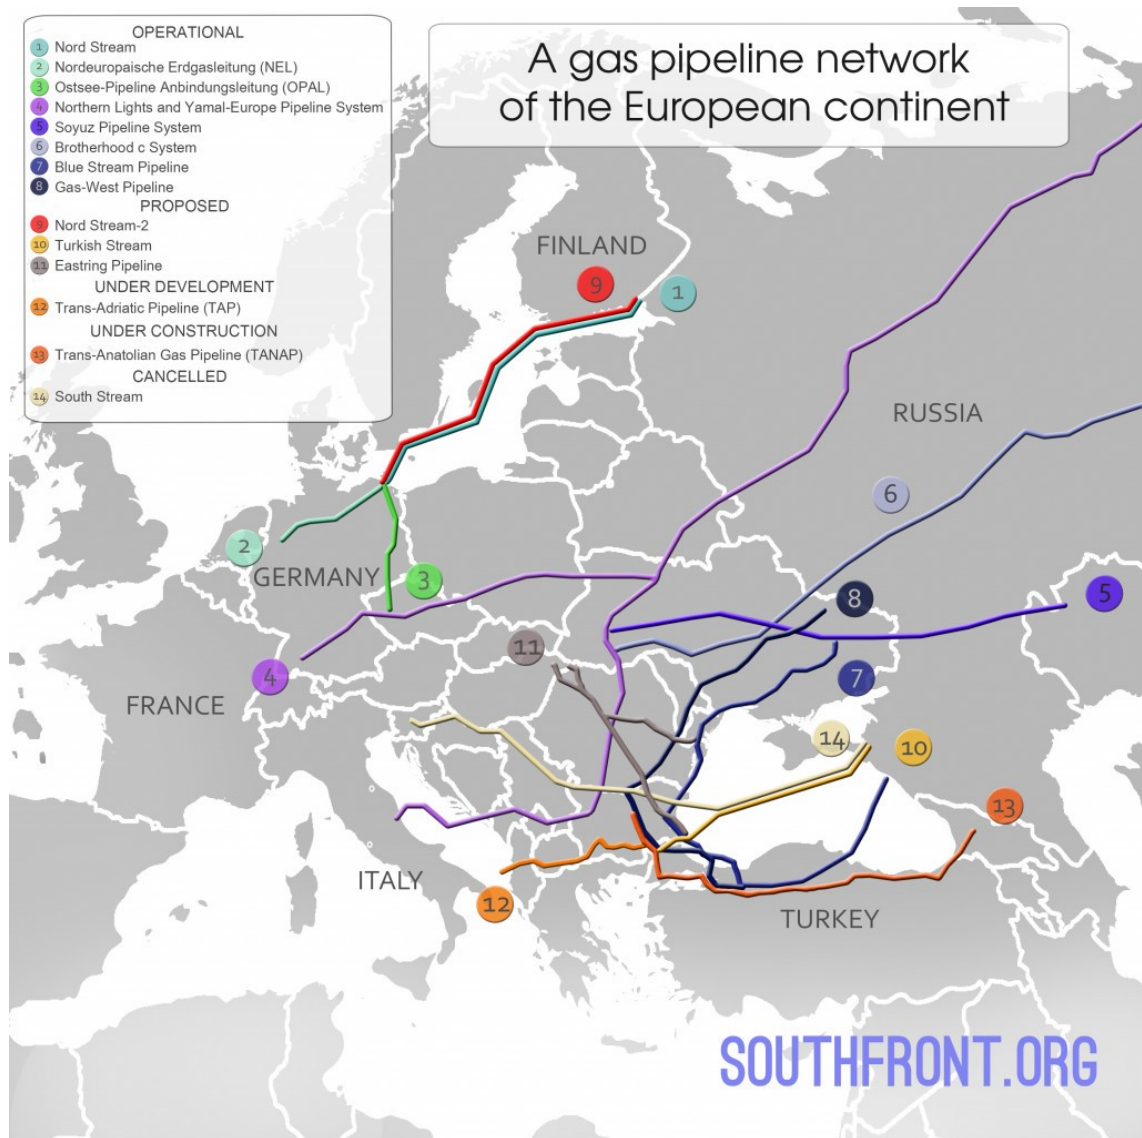 OPERATIONAL
1 Nord Stream
2 Nordeuropaische Erdgasleitung (NEL)
3 Ostsee-Pipeline Anbindungsleitung (OPAL)
4 Northern Lights and Yamal-Europe Pipeline System
5 Soyuz Pipeline System
6 Brotherhood c System
7 Blue Stream Pipeline
8 Gas-West Pipeline
PROPOSED
9 Nord Stream-2
10 Turkish Stream
11 Eastring Pipeline
UNDER DEVELOPMENT
12 Trans-Adriatic Pipeline (TAP)
UNDER CONSTRUCTION
13 Trans-Anatolian Gas Pipeline (TANAP)
CANCELLED
14 South Stream
A gas pipeline network
of the European continent
FINLAND
9
1
RUSSIA
6
2
GERMANY
3
8
5
11
4
7
FRANCE
14
10
13
ITALY
12
TURKEY
SOUTHFRONT.ORG